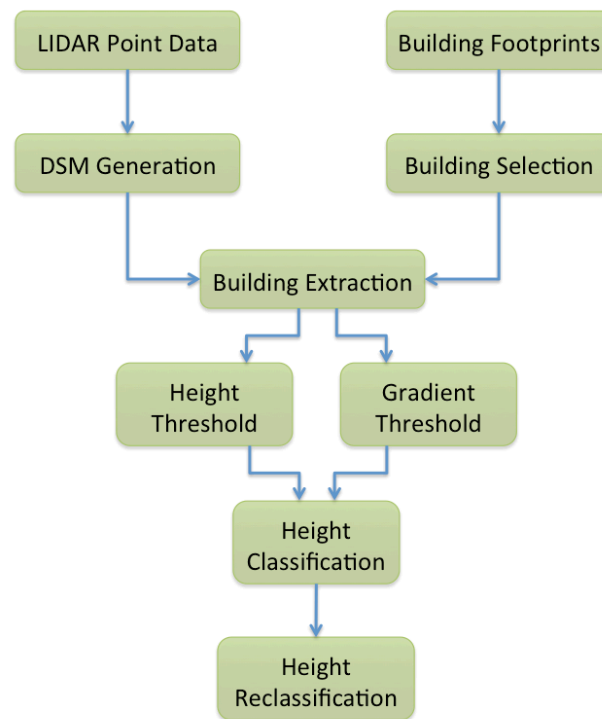 LIDAR Point Data
Building Footprints
DSM Generation
Building Selection
Building Extraction
Height
Threshold
Gradient
Threshold
Height
Classification
Height
Reclassification